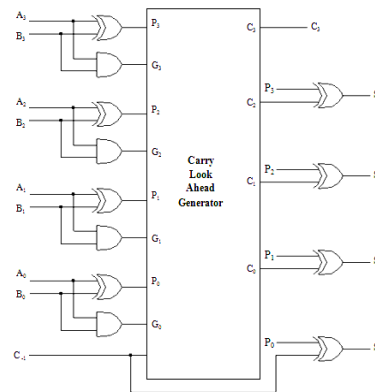 A3
B3
P3
G3
C3
C3
A2
B2
P2
G2
C2
P3
S
A1
B1
P1
G1
Carry
Look
Ahead
Generator
C1
P2
S
A0
B0
P0
G0
C0
P1
S
C-1
P0
S